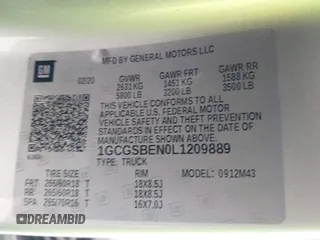 GM
MFD BY GENERAL MOTORS LLC
02/20
GVWR GAWR FRT GAWR RR
2631 KG 1451 KG 1588 KG
5800 LB 3200 LB 3500 LB
THIS VEHICLE CONFORMS TO ALL
APPLICABLE U.S. FEDERAL MOTOR
VEHICLE SAFETY AND THEFT PREVENTION
STANDARDS IN EFFECT ON THE DATE OF
MANUFACTURE SHOWN ABOVE.
1GCGSBEN0L1209889
TYPE: TRUCK
TIRE SIZE RIM MODEL: 0912M43
FRT 265/60R18 T 18X8.5J
RR 265/60R18 T 18X8.5J
SPA 265/70R16 T 16X7.0J
DREAMBID